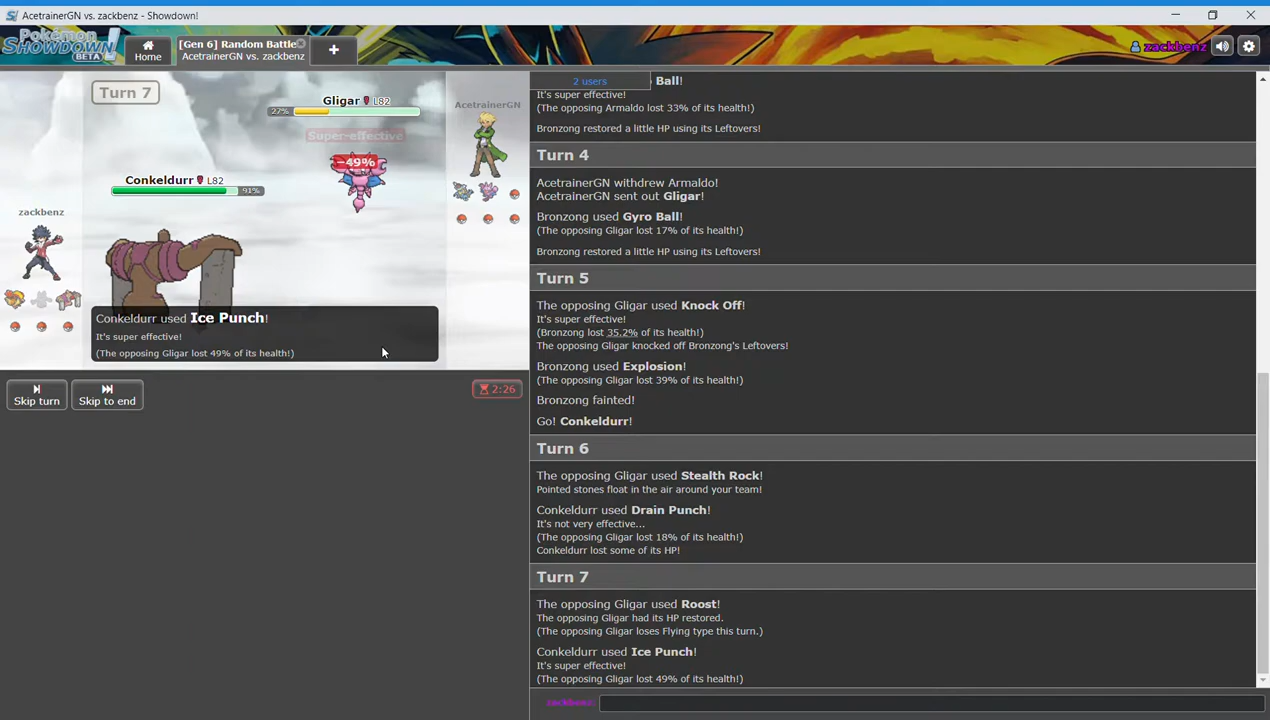 AcetrainerGN vs. zackbenz - Showdown!
Pokémon
SHOWDOWN!
BETA
Home
[Gen 6] Random Battle
AcetrainerGN vs. zackbenz
+
zackbenz
Turn 7
Gligar L82
27%
Super-effective
−49%
Conkeldurr L82
91%
AcetrainerGN
zackbenz
Conkeldurr used Ice Punch!
It's super effective!
(The opposing Gligar lost 49% of its health!)
Skip turn
Skip to end
2:26
2 users
Ball!
It's super effective!
(The opposing Armaldo lost 33% of its health!)
Bronzong restored a little HP using its Leftovers!
Turn 4
AcetrainerGN withdrew Armaldo!
AcetrainerGN sent out Gligar!
Bronzong used Gyro Ball!
(The opposing Gligar lost 17% of its health!)
Bronzong restored a little HP using its Leftovers!
Turn 5
The opposing Gligar used Knock Off!
It's super effective!
(Bronzong lost 35.2% of its health!)
The opposing Gligar knocked off Bronzong's Leftovers!
Bronzong used Explosion!
(The opposing Gligar lost 39% of its health!)
Bronzong fainted!
Go! Conkeldurr!
Turn 6
The opposing Gligar used Stealth Rock!
Pointed stones float in the air around your team!
Conkeldurr used Drain Punch!
It's not very effective...
(The opposing Gligar lost 18% of its health!)
Conkeldurr lost some of its HP!
Turn 7
The opposing Gligar used Roost!
The opposing Gligar had its HP restored.
(The opposing Gligar loses Flying type this turn.)
Conkeldurr used Ice Punch!
It's super effective!
(The opposing Gligar lost 49% of its health!)
zackbenz: